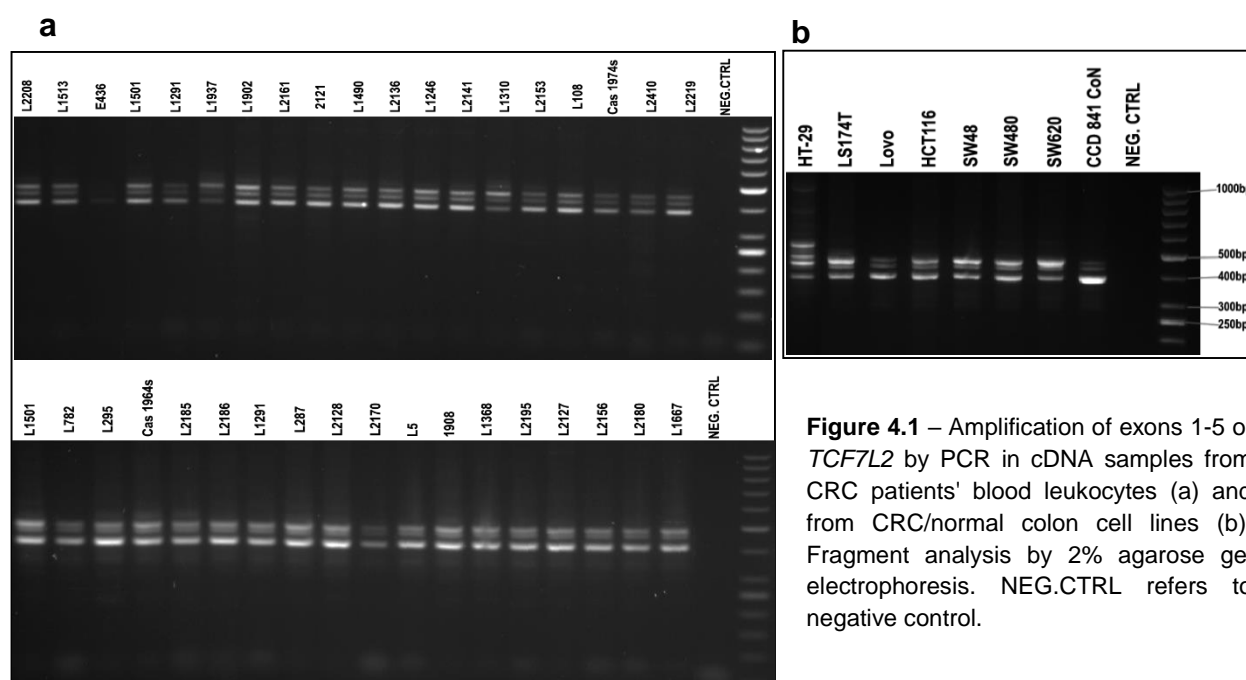 a
L2208 L1513 E436 L1501 L1291 L1937 L1902 L2161 2121 L1490 L2136 L1246 L2141 L1310 L2153 L108 Cas 1974s L2410 L2219 NEG.CTRL
L1501 L782 L295 Cas 1964s L2185 L2186 L1291 L287 L2128 L2170 L5 1908 L1368 L2195 L2127 L2156 L2180 L1667 NEG. CTRL
b
HT-29 LS174T Lovo HCT116 SW48 SW480 SW620 CCD 841 CoN NEG. CTRL
1000bp
500bp
400bp
300bp
250bp
Figure 4.1 – Amplification of exons 1-5 o
TCF7L2 by PCR in cDNA samples from
CRC patients' blood leukocytes (a) and
from CRC/normal colon cell lines (b)
Fragment analysis by 2% agarose ge
electrophoresis. NEG.CTRL refers to
negative control.